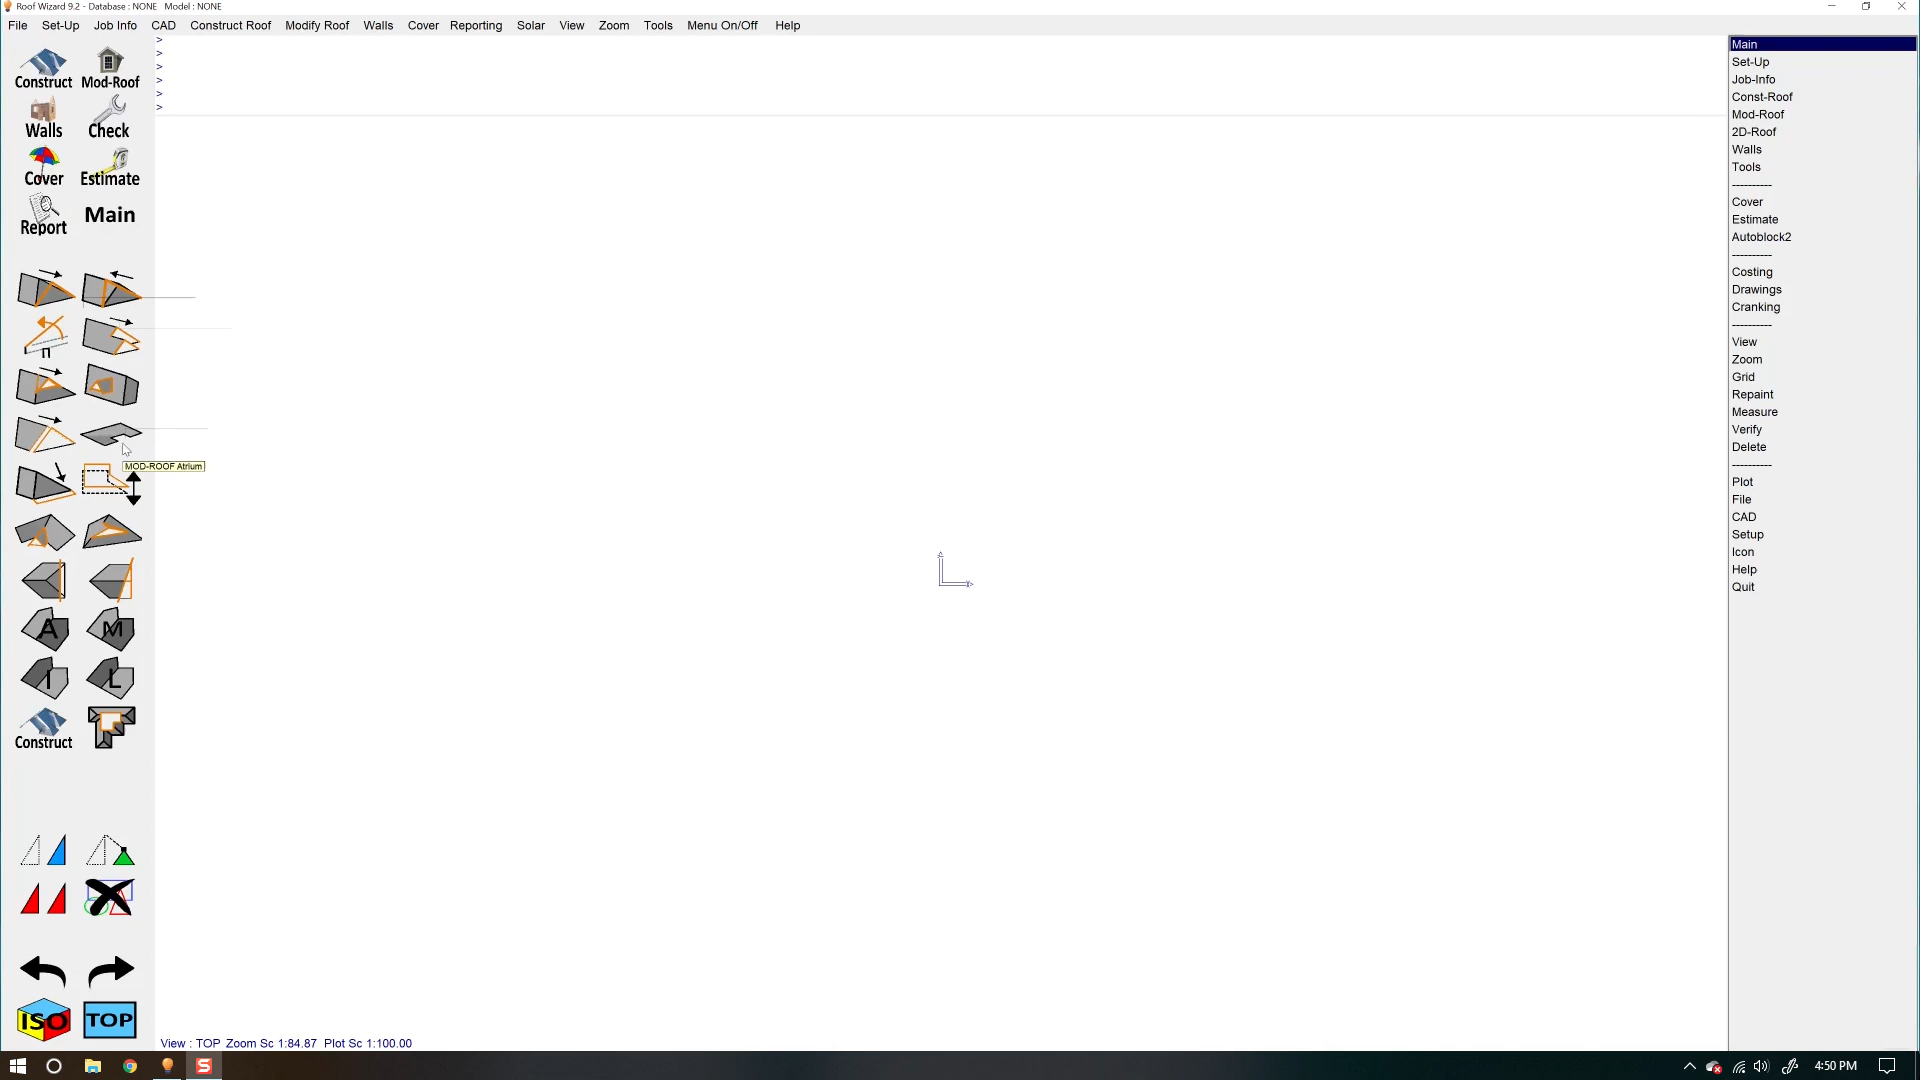 Roof Wizard 9.2 - Database : NONE   Model : NONE
File Set-Up Job Info CAD Construct Roof Modify Roof Walls Cover Reporting Solar View Zoom Tools Menu On/Off Help
Construct Mod-Roof
Walls Check
Cover Estimate
Report Main
MOD-ROOF Atrium
A M
I L
Construct
ISO TOP
>
>
>
>
>
>
View : TOP Zoom Sc 1:84.87 Plot Sc 1:100.00
Main
Set-Up
Job-Info
Const-Roof
Mod-Roof
2D-Roof
Walls
Tools
----------
Cover
Estimate
Autoblock2
----------
Costing
Drawings
Cranking
----------
View
Zoom
Grid
Repaint
Measure
Verify
Delete
----------
Plot
File
CAD
Setup
Icon
Help
Quit
S
4:50 PM